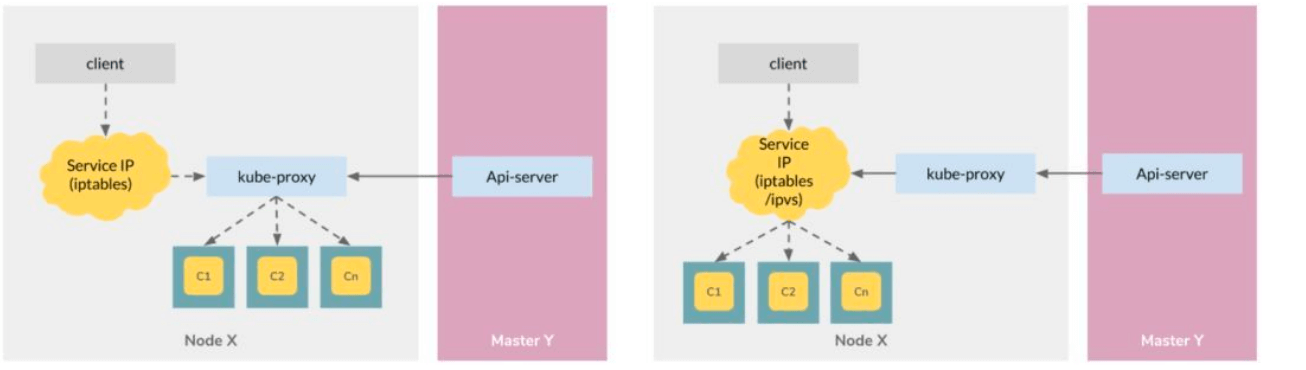 client
Service IP
(iptables)
kube-proxy
Api-server
C1
C2
Cn
Node X
Master Y
client
Service
IP
(iptables
/ipvs)
kube-proxy
Api-server
C1
C2
Cn
Node X
Master Y